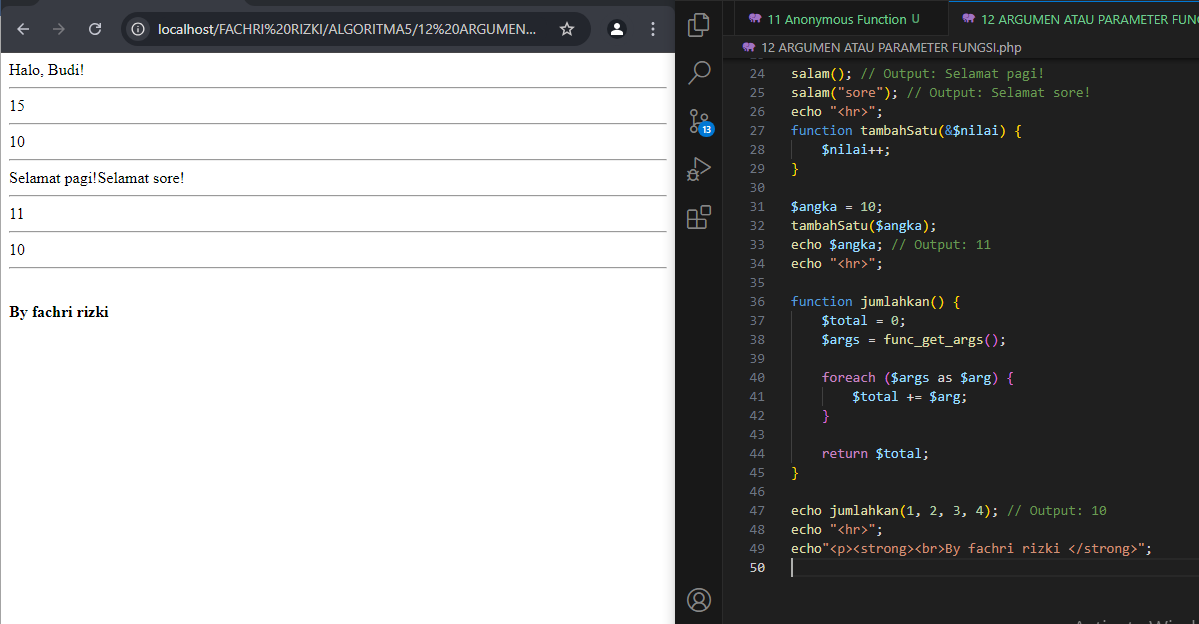 localhost/FACHRI%20RIZKI/ALGORITMA5/12%20ARGUMEN...
Halo, Budi!
15
10
Selamat pagi!Selamat sore!
11
10
By fachri rizki
13
11 Anonymous Function U
12 ARGUMEN ATAU PARAMETER FUN
12 ARGUMEN ATAU PARAMETER FUNGSI.php
24 salam(); // Output: Selamat pagi!
25 salam("sore"); // Output: Selamat sore!
26 echo "<hr>";
27 function tambahSatu(&$nilai) {
28 $nilai++;
29 }
30
31 $angka = 10;
32 tambahSatu($angka);
33 echo $angka; // Output: 11
34 echo "<hr>";
35
36 function jumlahkan() {
37 $total = 0;
38 $args = func_get_args();
39
40 foreach ($args as $arg) {
41 $total += $arg;
42 }
43
44 return $total;
45 }
46
47 echo jumlahkan(1, 2, 3, 4); // Output: 10
48 echo "<hr>";
49 echo"<p><strong><br>By fachri rizki </strong>";
50